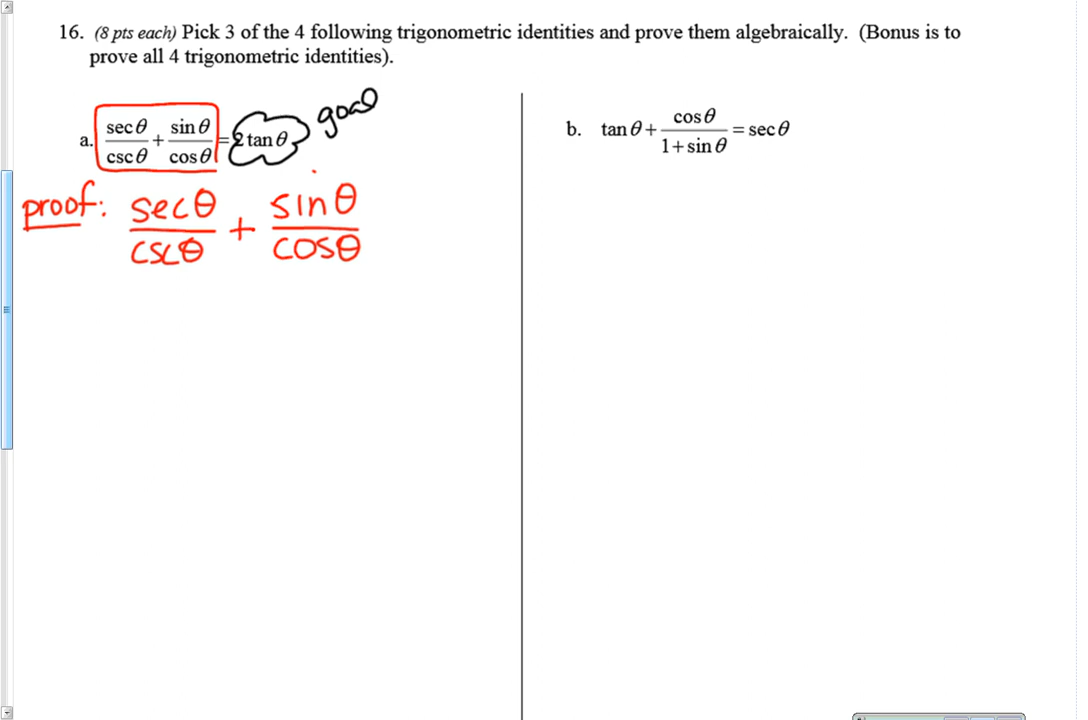 16. (8 pts each) Pick 3 of the 4 following trigonometric identities and prove them algebraically. (Bonus is to
prove all 4 trigonometric identities).
a. secθ/cscθ + sinθ/cosθ = 2 tanθ goal
b. tanθ + cosθ/(1+sinθ) = secθ
proof: secθ/cscθ + sinθ/cosθ